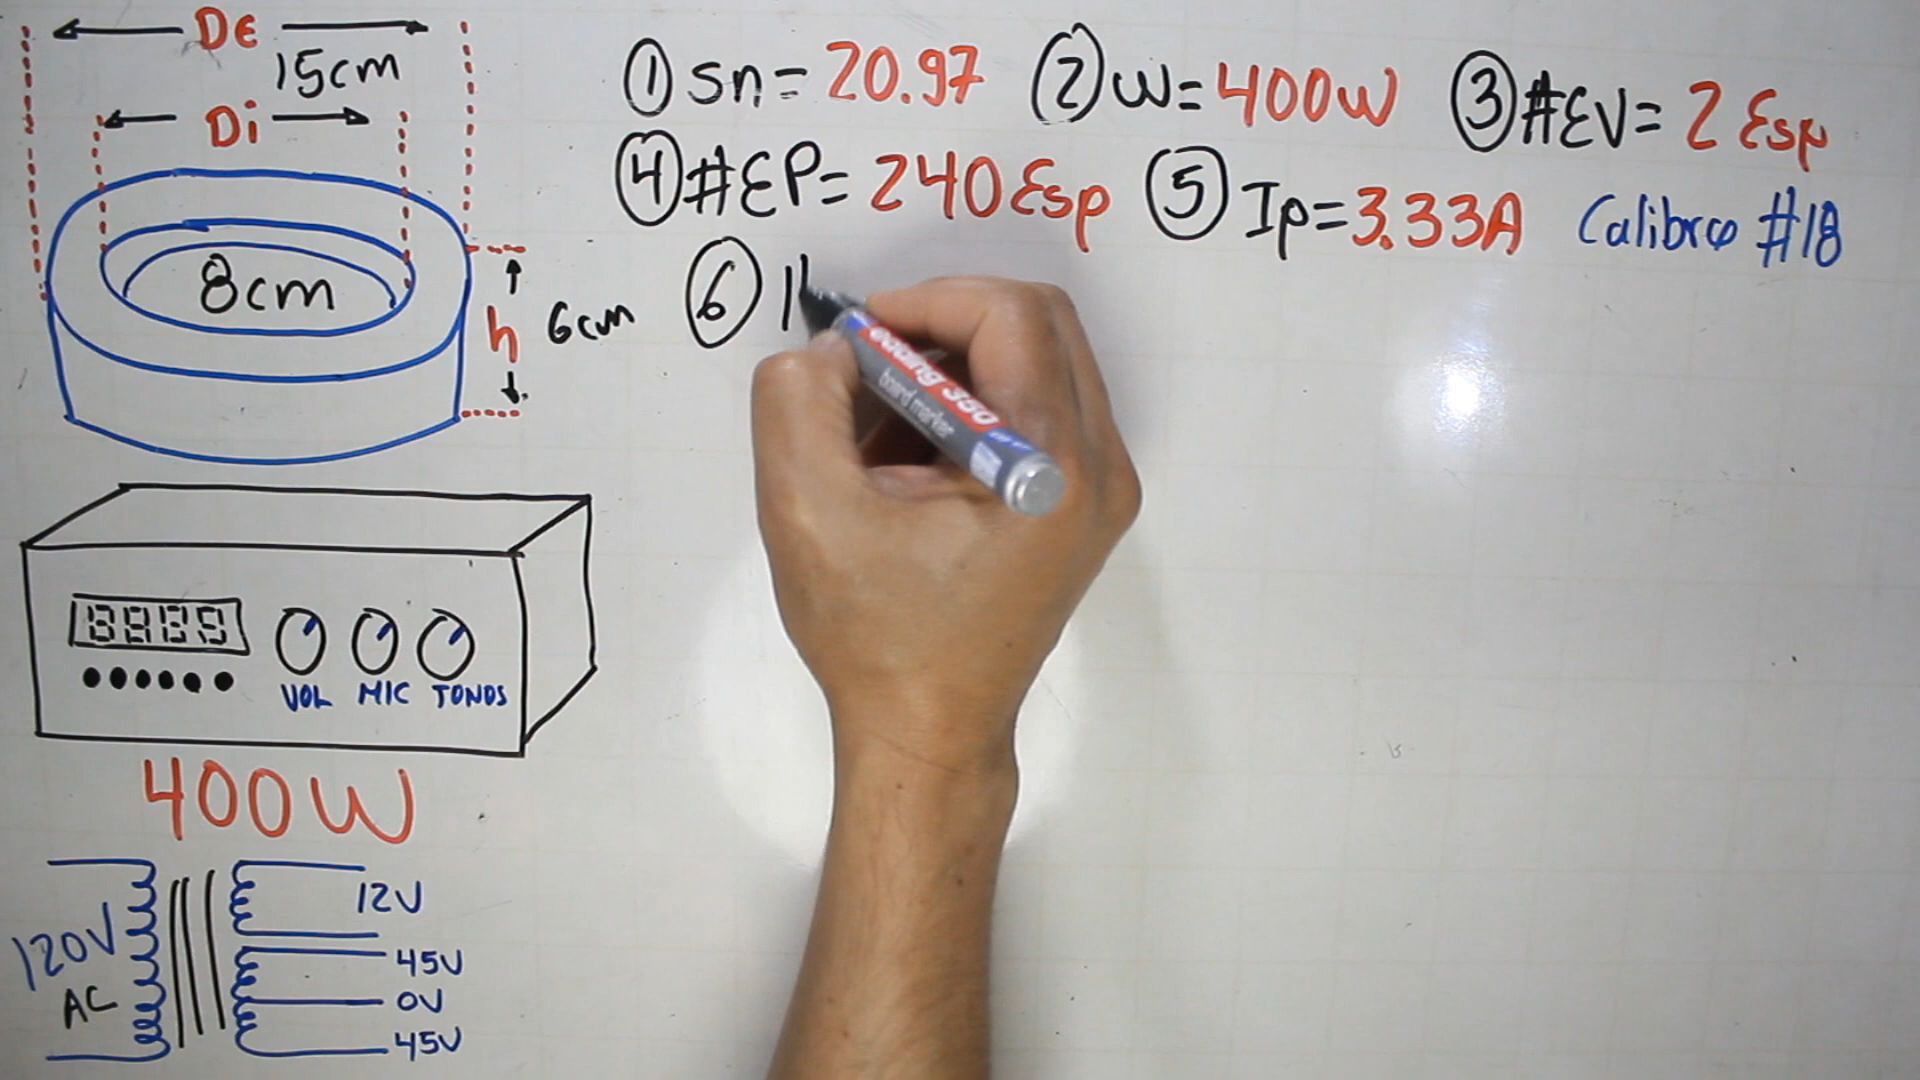 DE
15cm
Di
8cm
h
6cm
① Sn = 20.97 ② W = 400W ③ #EV = 2 Esp
④ #EP = 240 Esp ⑤ Ip = 3.33A Calibre #18
⑥
edding 350
board marker
VOL MIC TONOS
400W
120V
AC
12V
45V
0V
45V